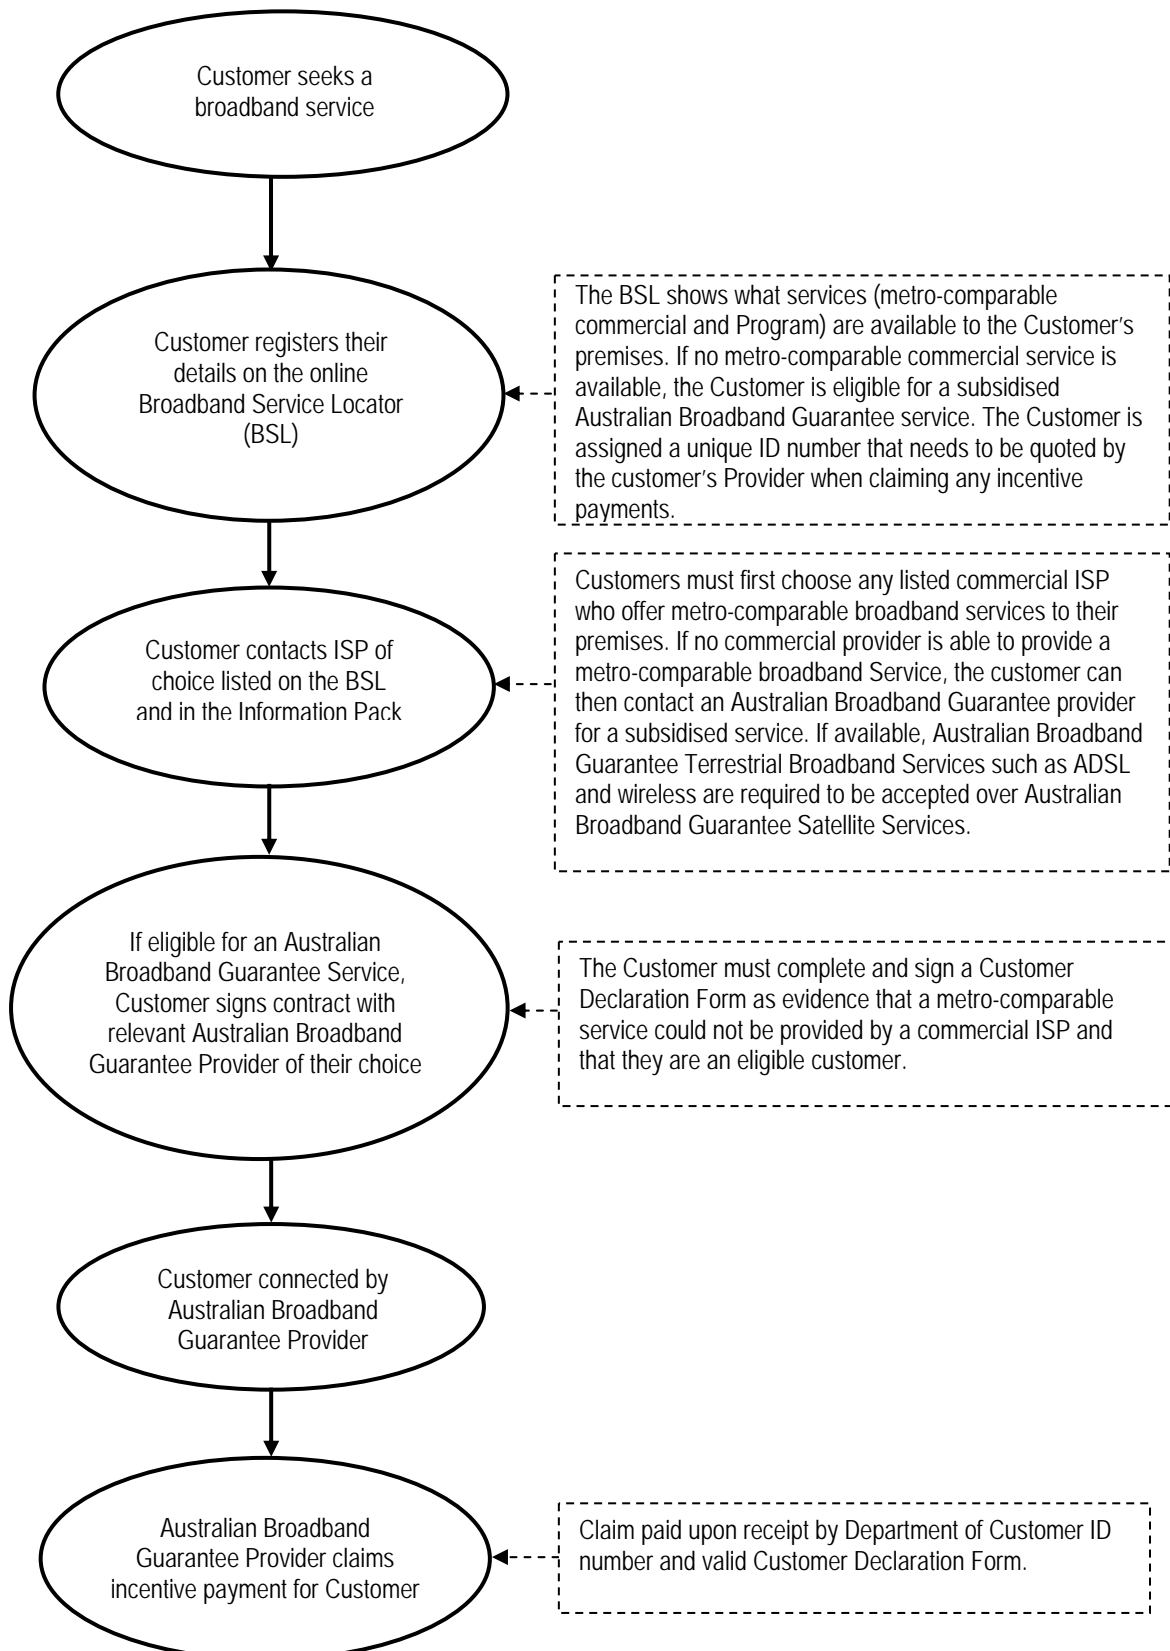 Customer seeks a
broadband service
Customer registers their
details on the online
Broadband Service Locator
(BSL)
The BSL shows what services (metro-comparable
commercial and Program) are available to the Customer’s
premises. If no metro-comparable commercial service is
available, the Customer is eligible for a subsidised
Australian Broadband Guarantee service. The Customer is
assigned a unique ID number that needs to be quoted by
the customer’s Provider when claiming any incentive
payments.
Customer contacts ISP of
choice listed on the BSL
and in the Information Pack
Customers must first choose any listed commercial ISP
who offer metro-comparable broadband services to their
premises. If no commercial provider is able to provide a
metro-comparable broadband Service, the customer can
then contact an Australian Broadband Guarantee provider
for a subsidised service. If available, Australian Broadband
Guarantee Terrestrial Broadband Services such as ADSL
and wireless are required to be accepted over Australian
Broadband Guarantee Satellite Services.
If eligible for an Australian
Broadband Guarantee Service,
Customer signs contract with
relevant Australian Broadband
Guarantee Provider of their choice
The Customer must complete and sign a Customer
Declaration Form as evidence that a metro-comparable
service could not be provided by a commercial ISP and
that they are an eligible customer.
Customer connected by
Australian Broadband
Guarantee Provider
Australian Broadband
Guarantee Provider claims
incentive payment for Customer
Claim paid upon receipt by Department of Customer ID
number and valid Customer Declaration Form.